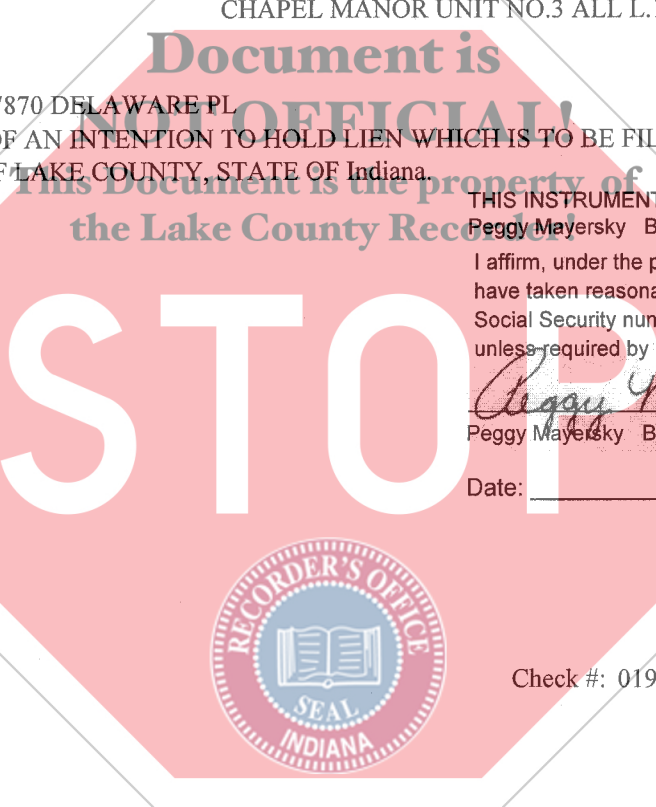 CHAPEL MANOR UNIT NO.3 ALL L.
Document is
7870 DELAWARE PL
NOT OFFICIAL!
OF AN INTENTION TO HOLD LIEN WHICH IS TO BE FIL
F LAKE COUNTY, STATE OF Indiana.
This Document is the property of
THIS INSTRUMENT
the Lake County Recorder!
Peggy Mayersky B
I affirm, under the p
have taken reasona
Social Security num
unless required by
STOP
Peggy
Peggy Mayersky B
Date:
RECORDER'S OFFICE
SEAL
INDIANA
Check #: 019